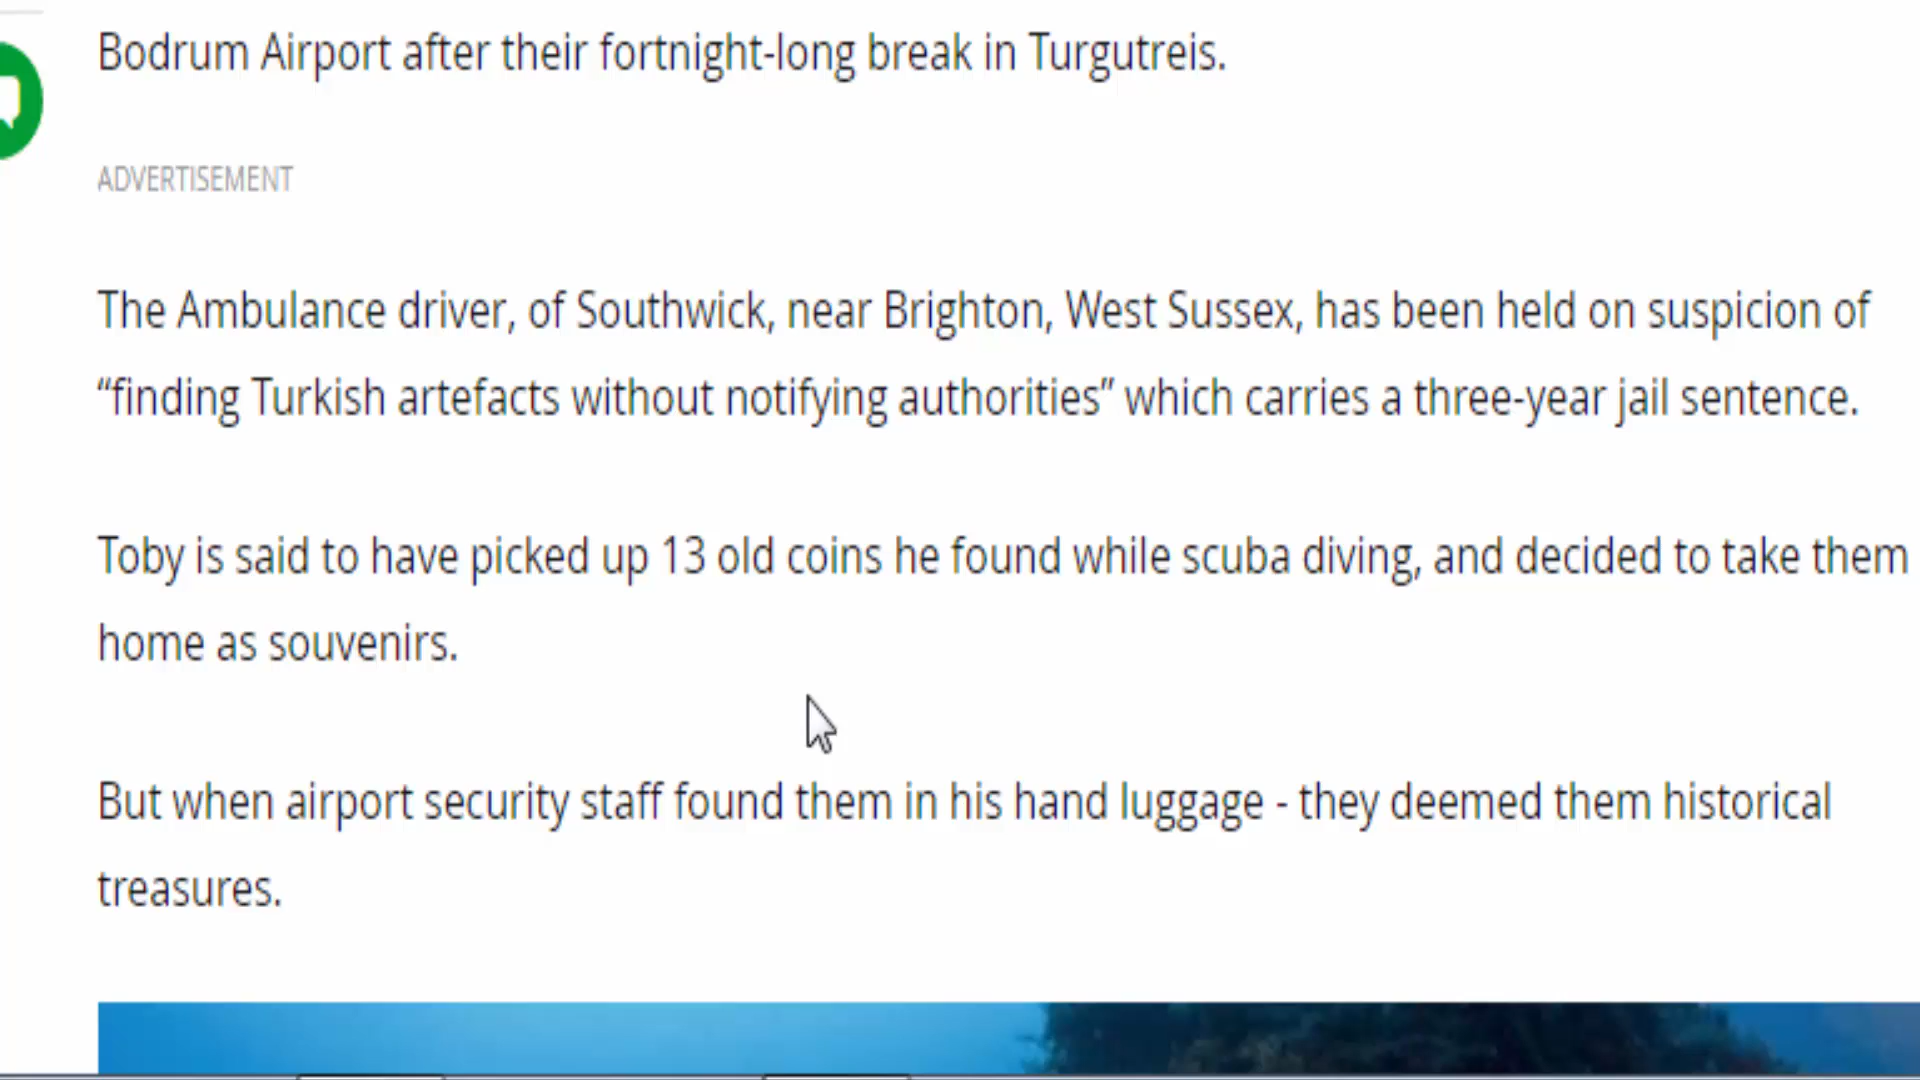 Bodrum Airport after their fortnight-long break in Turgutreis.
ADVERTISEMENT
The Ambulance driver, of Southwick, near Brighton, West Sussex, has been held on suspicion of
“finding Turkish artefacts without notifying authorities” which carries a three-year jail sentence.
Toby is said to have picked up 13 old coins he found while scuba diving, and decided to take them
home as souvenirs.
But when airport security staff found them in his hand luggage - they deemed them historical
treasures.